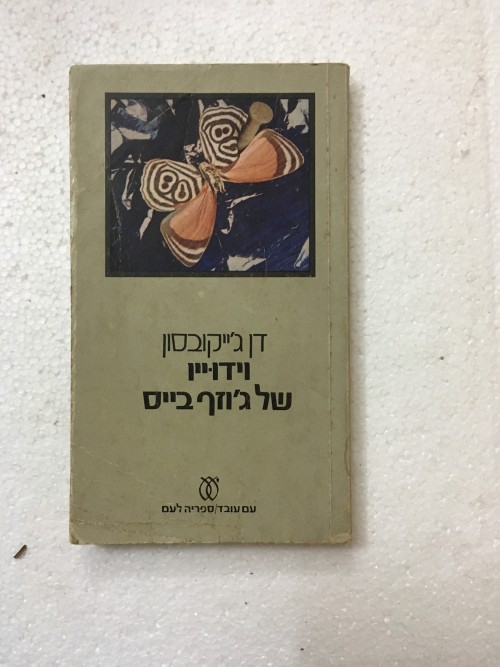 דן ג'ייקובסון
וידויין
של ג'וזף בייס
עם עובד/ספריה לעם